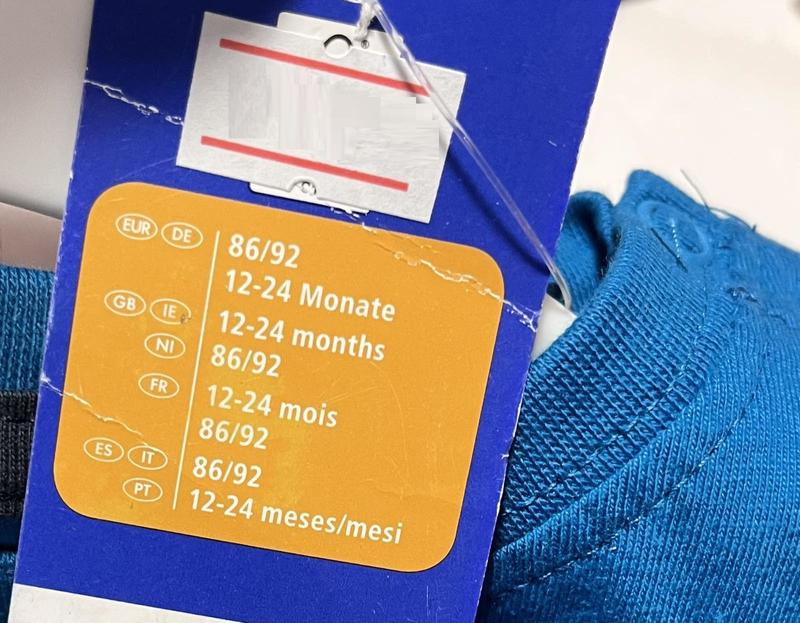 EUR DE 86/92
12-24 Monate
GB IE 12-24 months
NI 86/92
FR 12-24 mois
86/92
ES IT 86/92
PT 12-24 meses/mesi